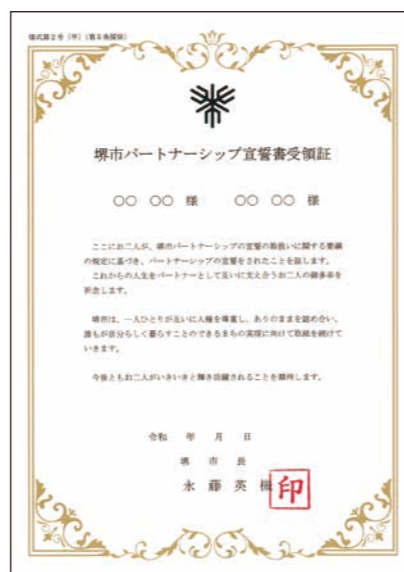 様式第2号（甲）（第5条関係）
堺市パートナーシップ宣誓書受領証
○○ ○○ 様 ○○ ○○ 様
ここにお二人が、堺市パートナーシップの宣誓の取扱いに関する要綱
の規定に基づき、パートナーシップの宣誓をされたことを証します。
これからの人生をパートナーとして互いに支え合うお二人の御多幸を
祈念します。
堺市は、一人ひとりが互いに人権を尊重し、ありのままを認め合い、
誰もが自分らしく暮らすことのできるまちの実現に向けて取組を続けて
いきます。
今後ともお二人がいきいきと輝き活躍されることを期待します。
令和 年 月 日
堺 市 長
永 藤 英 機
印